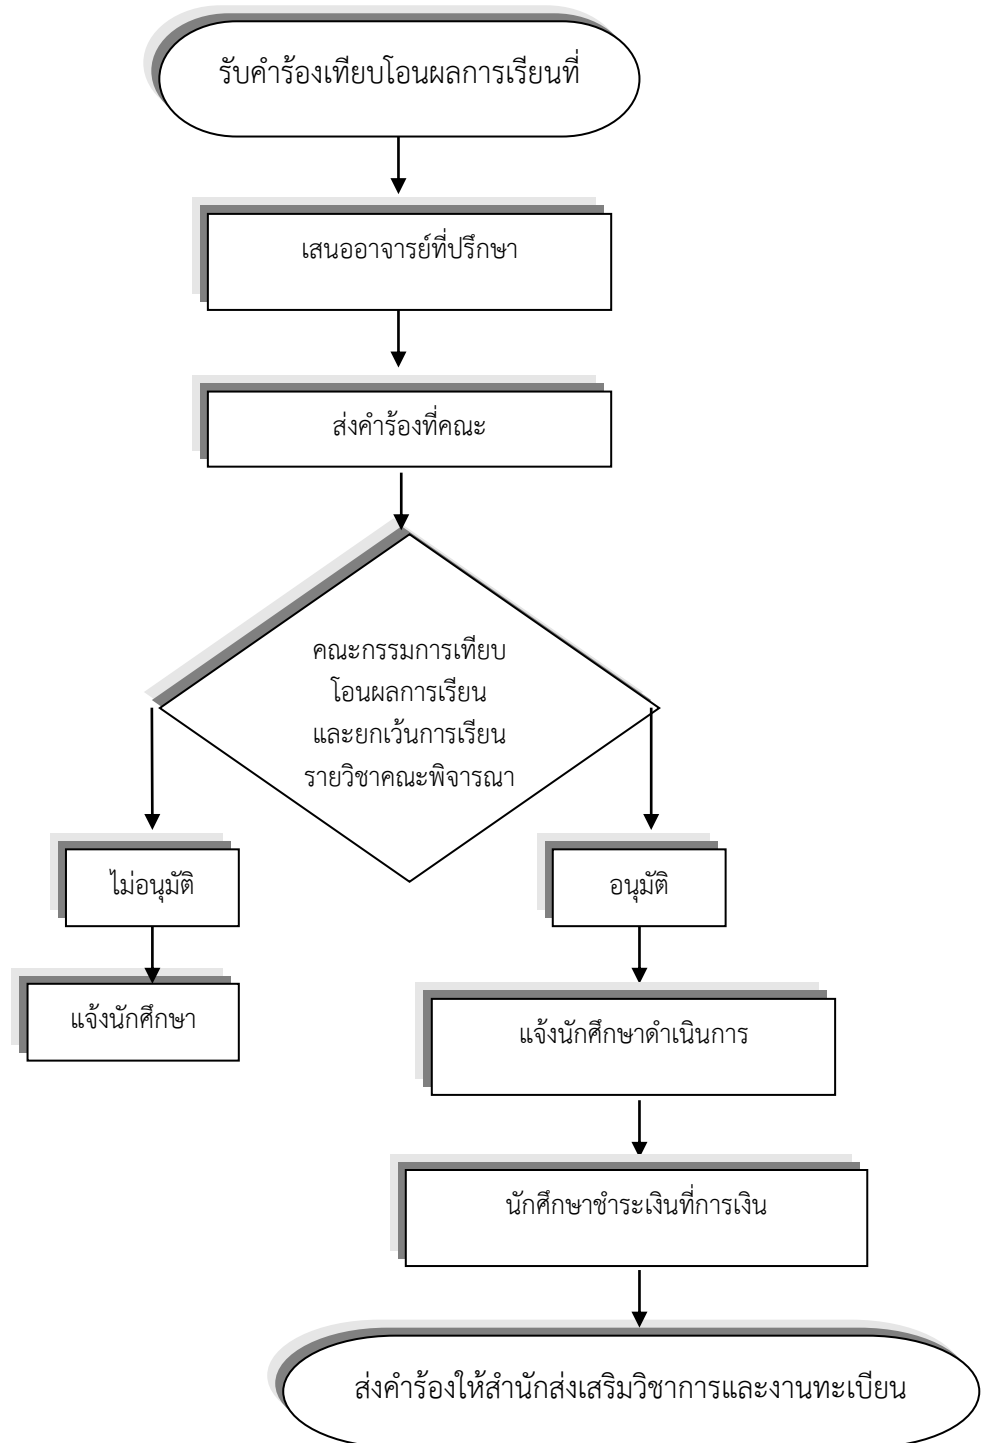 รับคำร้องเทียบโอนผลการเรียนที่
เสนออาจารย์ที่ปรึกษา
ส่งคำร้องที่คณะ
คณะกรรมการเทียบ
โอนผลการเรียน
และยกเว้นการเรียน
รายวิชาคณะพิจารณา
ไม่อนุมัติ
อนุมัติ
แจ้งนักศึกษา
แจ้งนักศึกษาดำเนินการ
นักศึกษาชำระเงินที่การเงิน
ส่งคำร้องให้สำนักส่งเสริมวิชาการและงานทะเบียน